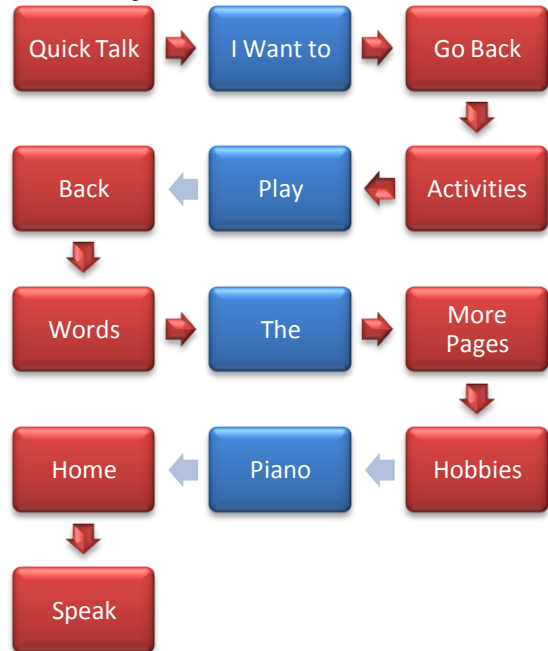 Quick Talk
I Want to
Go Back
Activities
Play
Back
Words
The
More
Pages
Hobbies
Piano
Home
Speak